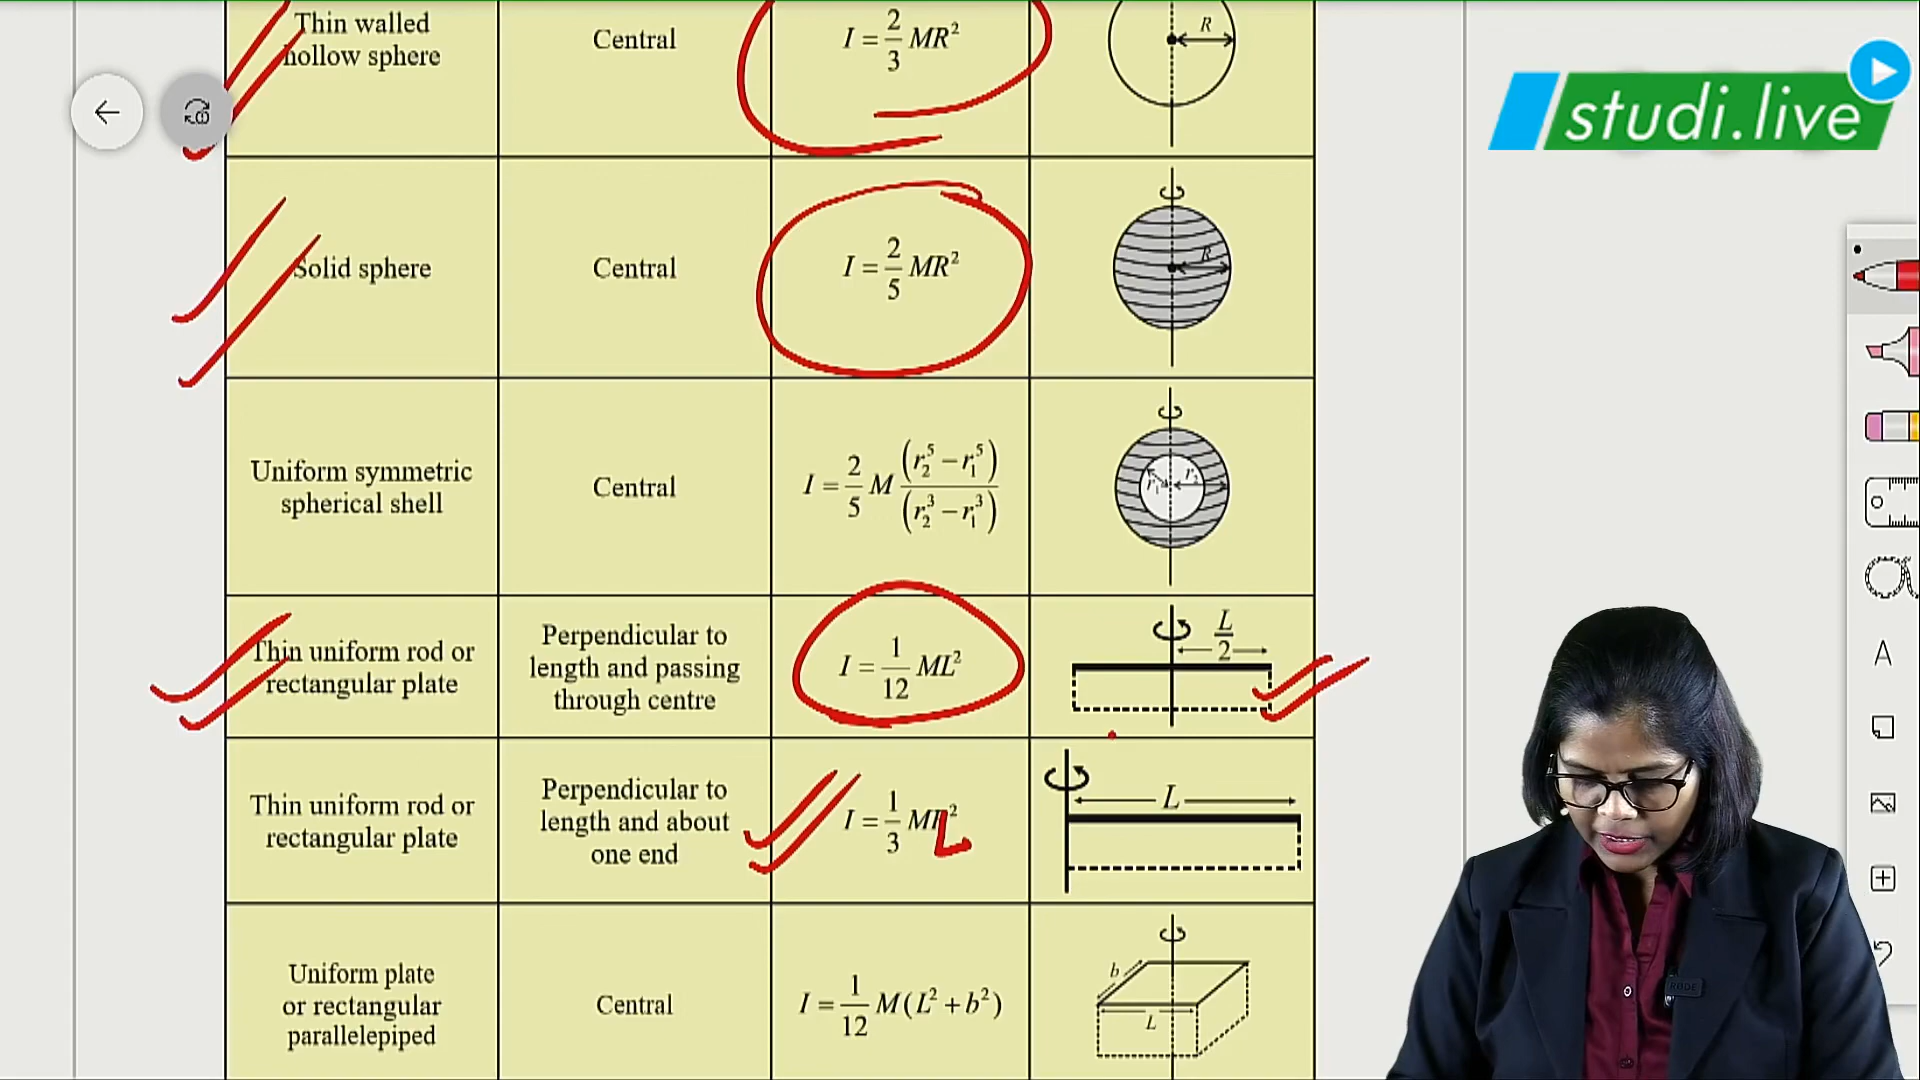 Thin walled
hollow sphere
Central
I = 2/3 MR²
R
studi.live
Solid sphere
Central
I = 2/5 MR²
R
Uniform symmetric
spherical shell
Central
I = 2/5 M (r₂⁵ − r₁⁵)/(r₂³ − r₁³)
r₁ r₂
Thin uniform rod or
rectangular plate
Perpendicular to
length and passing
through centre
I = 1/12 ML²
L/2
Thin uniform rod or
rectangular plate
Perpendicular to
length and about
one end
I = 1/3 ML²
L
Uniform plate
or rectangular
parallelepiped
Central
I = 1/12 M(L² + b²)
b
L
A
RODE